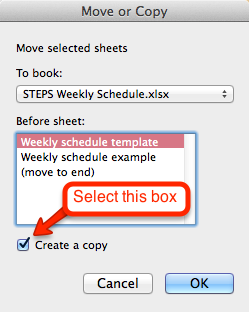 Move or Copy
Move selected sheets
To book:
STEPS Weekly Schedule.xlsx
Before sheet:
Weekly schedule template
Weekly schedule example
(move to end)
Select this box
Create a copy
Cancel
OK